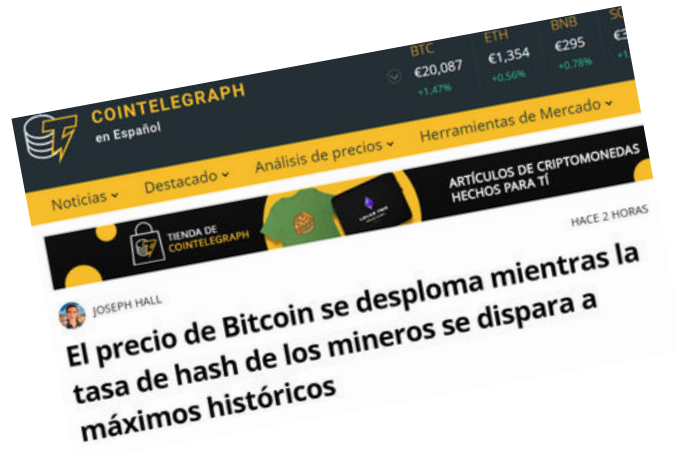 COINTELEGRAPH
en Español
BTC
€20,087
+1.47%
ETH
€1,354
+0.56%
BNB
€295
+0.78%
Noticias
Destacado
Análisis de precios
Herramientas de Mercado
TIENDA DE
COINTELEGRAPH
ARTÍCULOS DE CRIPTOMONEDAS
HECHOS PARA TÍ
HACE 2 HORAS
JOSEPH HALL
El precio de Bitcoin se desploma mientras la
tasa de hash de los mineros se dispara a
máximos históricos